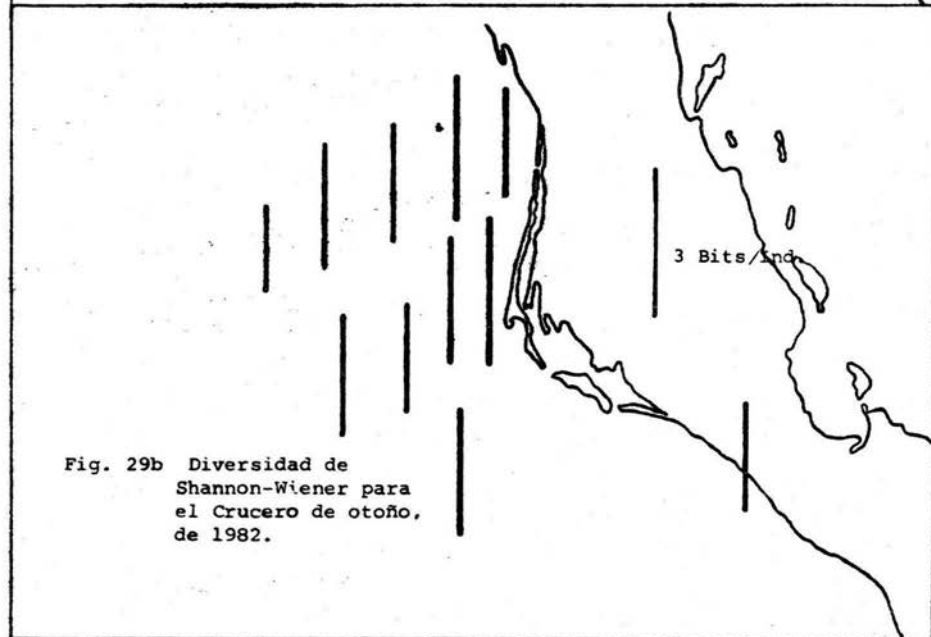 3 Bits/Ind.
Fig. 29b Diversidad de
Shannon-Wiener para
el Crucero de otoño,
de 1982.